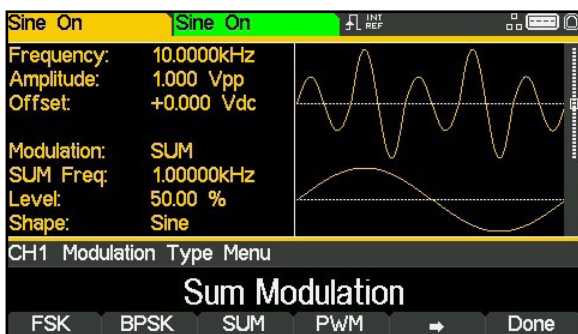 Sine On Sine On INT REF
Frequency: 10.0000kHz
Amplitude: 1.000 Vpp
Offset: +0.000 Vdc
Modulation: SUM
SUM Freq: 1.00000kHz
Level: 50.00 %
Shape: Sine
CH1 Modulation Type Menu
Sum Modulation
FSK BPSK SUM PWM Done